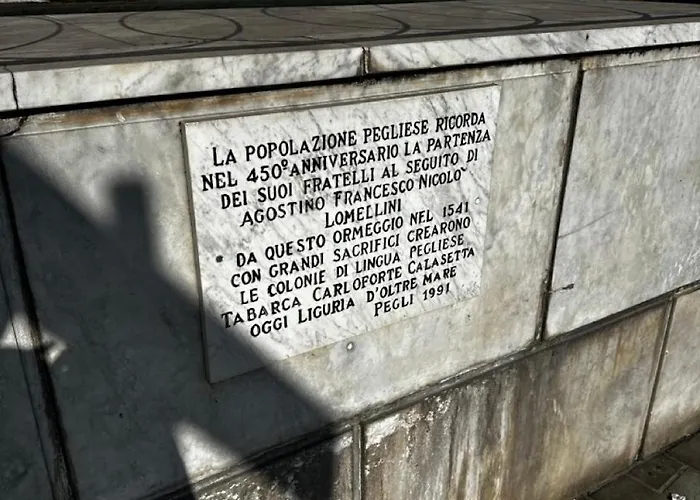 LA POPOLAZIONE PEGLIESE RICORDA
NEL 450° ANNIVERSARIO LA PARTENZA
DEI SUOI FRATELLI AL SEGUITO DI
AGOSTINO FRANCESCO NICOLO'
LOMELLINI
DA QUESTO ORMEGGIO NEL 1541
CON GRANDI SACRIFICI CREARONO
LE COLONIE DI LINGUA PEGLIESE
TABARCA CARLOFORTE CALASETTA
OGGI LIGURIA D'OLTRE MARE
PEGLI 1991